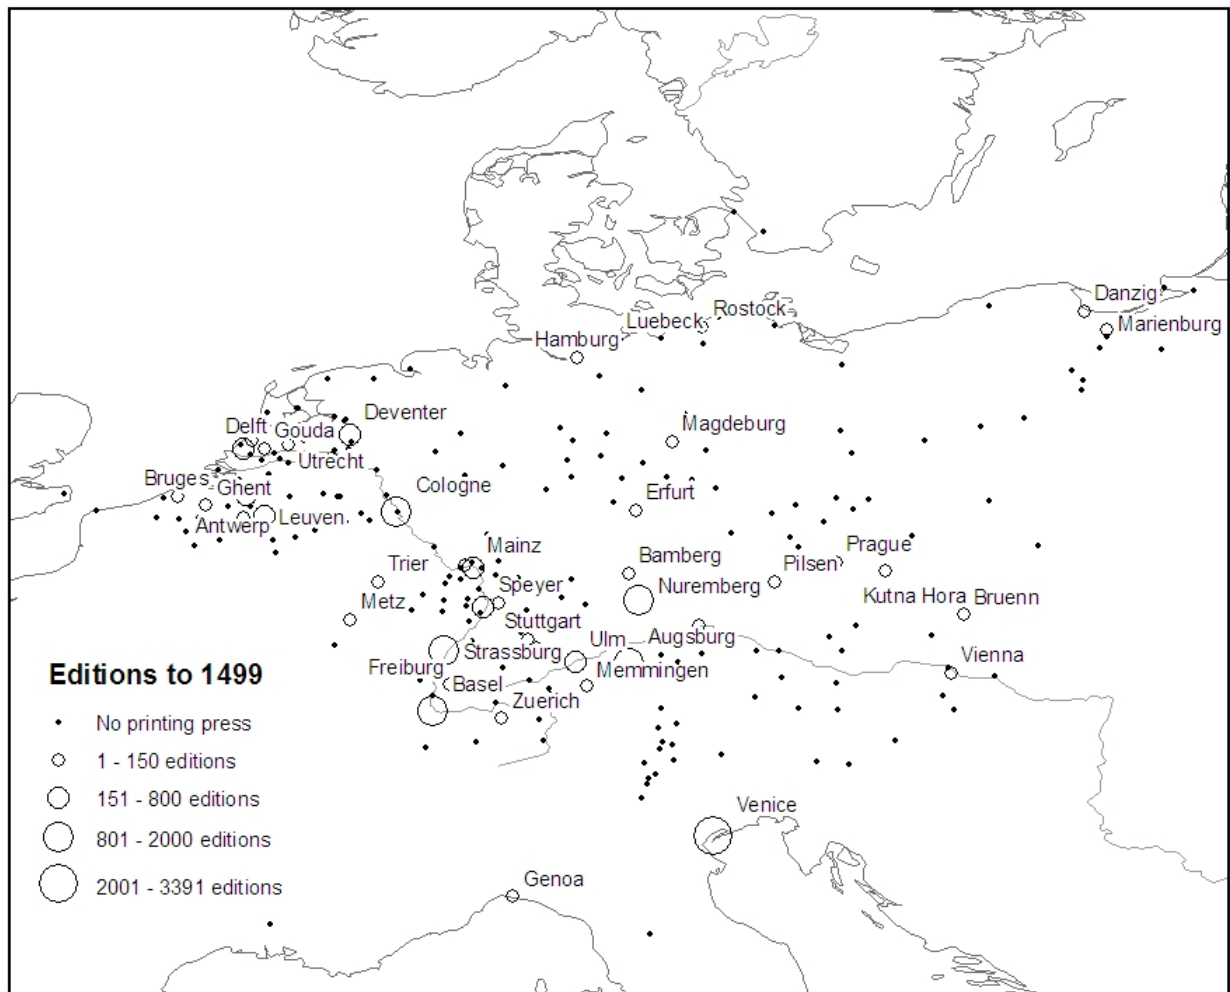 Danzig
Marienburg
Rostock
Luebeck
Hamburg
Deventer
Delft
Gouda
Magdeburg
Utrecht
Bruges
Ghent
Cologne
Erfurt
Antwerp
Leuven
Mainz
Prague
Trier
Bamberg
Pilsen
Speyer
Nuremberg
Metz
Kutna Hora
Bruenn
Stuttgart
Ulm
Augsburg
Strassburg
Vienna
Freiburg
Memmingen
Basel
Zuerich
Editions to 1499
No printing press
1 - 150 editions
151 - 800 editions
801 - 2000 editions
2001 - 3391 editions
Venice
Genoa